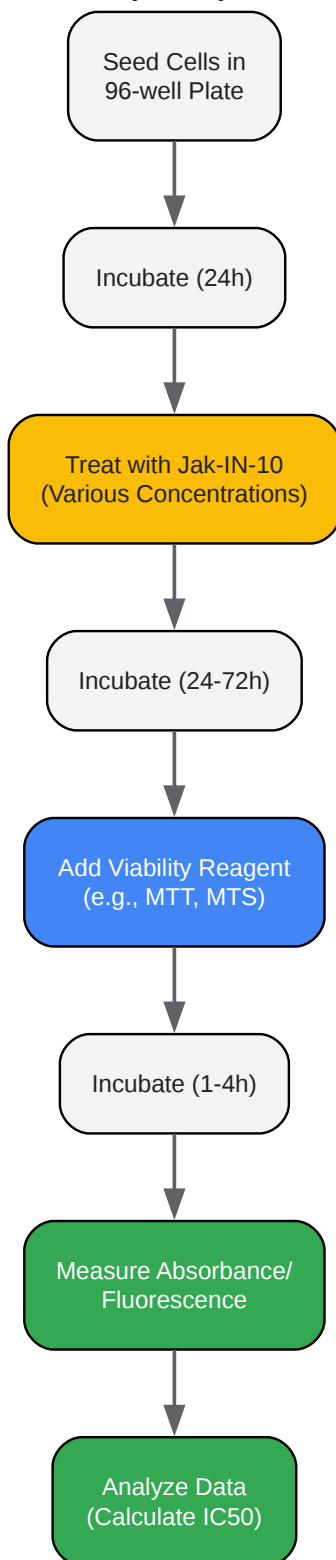 Seed Cells in
96-well Plate
Incubate (24h)
Treat with Jak-IN-10
(Various Concentrations)
Incubate (24-72h)
Add Viability Reagent
(e.g., MTT, MTS)
Incubate (1-4h)
Measure Absorbance/
Fluorescence
Analyze Data
(Calculate IC50)